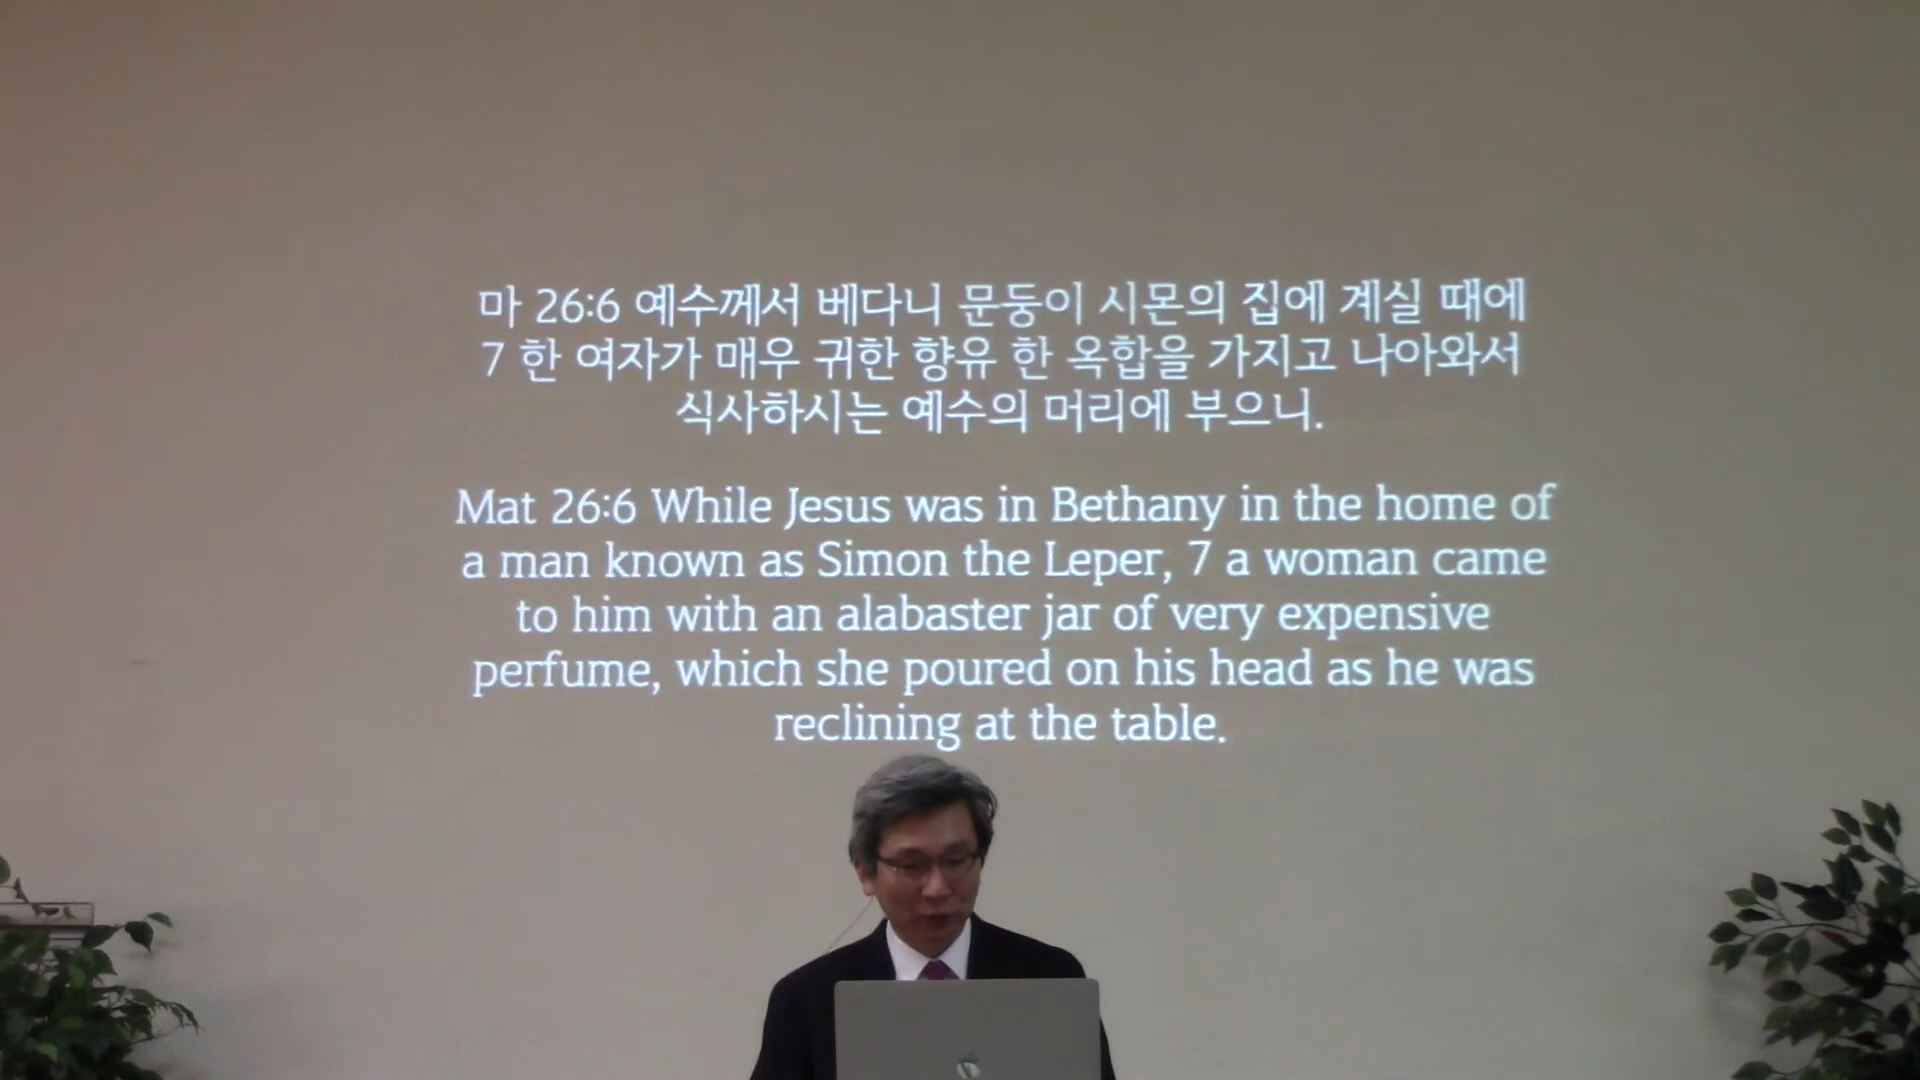 마 26:6 예수께서 베다니 문둥이 시몬의 집에 계실 때에
7 한 여자가 매우 귀한 향유 한 옥합을 가지고 나아와서
식사하시는 예수의 머리에 부으니.
Mat 26:6 While Jesus was in Bethany in the home of
a man known as Simon the Leper, 7 a woman came
to him with an alabaster jar of very expensive
perfume, which she poured on his head as he was
reclining at the table.